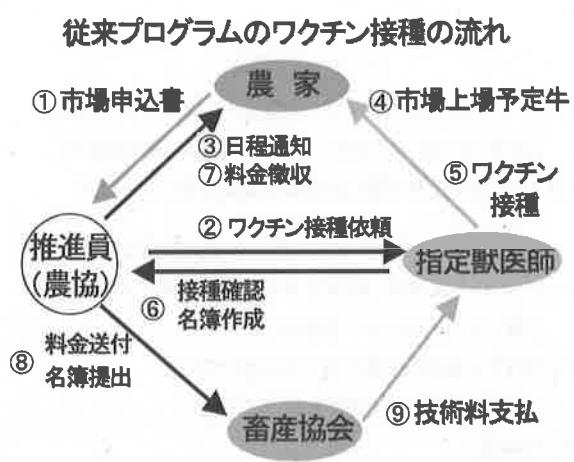 従来プログラムのワクチン接種の流れ
農 家
①市場申込書
④市場上場予定牛
③日程通知
⑦料金徴収
⑤ワクチン
接種
②ワクチン接種依頼
推進員
(農協)
指定獣医師
⑥接種確認
名簿作成
⑧料金送付
名簿提出
⑨技術料支払
畜産協会